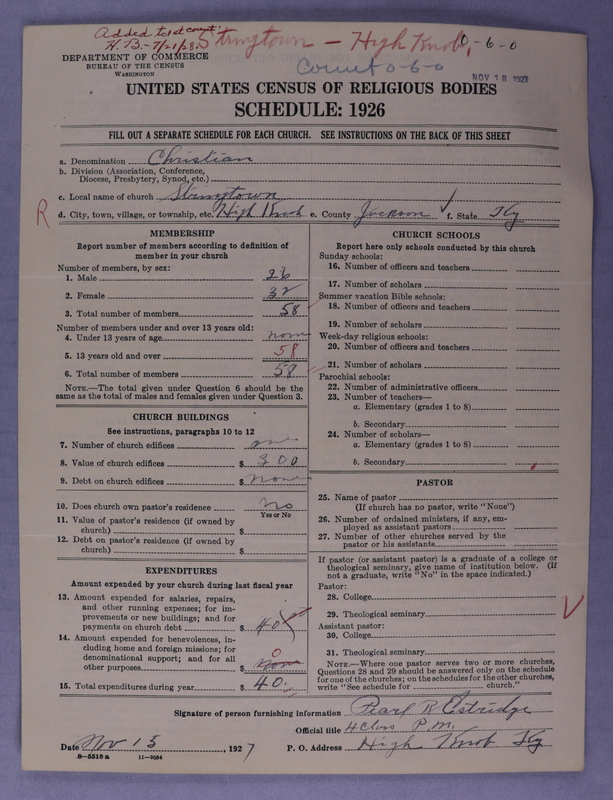 Added to 1st count.
H.B.- 7/21/28. Stringtown - High Knob, 0-6-0
DEPARTMENT OF COMMERCE
BUREAU OF THE CENSUS
WASHINGTON
Count 0-6-0
NOV 18 1927
UNITED STATES CENSUS OF RELIGIOUS BODIES
SCHEDULE: 1926
FILL OUT A SEPARATE SCHEDULE FOR EACH CHURCH. SEE INSTRUCTIONS ON THE BACK OF THIS SHEET
a. Denomination Christian
b. Division (Association, Conference,
Diocese, Presbytery, Synod, etc.)
c. Local name of church Stringtown
R d. City, town, village, or township, etc. High Knob e. County Jackson ✓ f. State Ky
MEMBERSHIP
Report number of members according to definition of
member in your church
Number of members, by sex:
1. Male 26
2. Female 32
3. Total number of members 58
Number of members under and over 13 years old:
4. Under 13 years of age none
5. 13 years old and over 58
6. Total number of members 58
NOTE.—The total given under Question 6 should be the
same as the total of males and females given under Question 3.
CHURCH BUILDINGS
See instructions, paragraphs 10 to 12
7. Number of church edifices one
8. Value of church edifices $ 300
9. Debt on church edifices $ none
10. Does church own pastor's residence no
Yes or No
11. Value of pastor's residence (if owned by
church) $
12. Debt on pastor's residence (if owned by
church) $
EXPENDITURES
Amount expended by your church during last fiscal year
13. Amount expended for salaries, repairs,
and other running expenses; for im-
provements or new buildings; and for
payments on church debt $ 40
14. Amount expended for benevolences, in-
cluding home and foreign missions; for
denominational support; and for all
other purposes $ none 0
15. Total expenditures during year $ 40.
CHURCH SCHOOLS
Report here only schools conducted by this church
Sunday schools:
16. Number of officers and teachers
17. Number of scholars
Summer vacation Bible schools:
18. Number of officers and teachers
19. Number of scholars
Week-day religious schools:
20. Number of officers and teachers
21. Number of scholars
Parochial schools:
22. Number of administrative officers
23. Number of teachers—
a. Elementary (grades 1 to 8)
b. Secondary
24. Number of scholars—
a. Elementary (grades 1 to 8)
b. Secondary
PASTOR
25. Name of pastor
(If church has no pastor, write "None")
26. Number of ordained ministers, if any, em-
ployed as assistant pastors
27. Number of other churches served by the
pastor or his assistants
If pastor (or assistant pastor) is a graduate of a college or
theological seminary, give name of institution below. (If
not a graduate, write "No" in the space indicated.)
Pastor:
28. College
29. Theological seminary
Assistant pastor:
30. College
31. Theological seminary
NOTE.—Where one pastor serves two or more churches,
Questions 28 and 29 should be answered only on the schedule
for one of the churches; on the schedules for the other churches,
write "See schedule for church."
Signature of person furnishing information Pearl R Estridge
Official title 4 Class P.M.
Date Nov 15, 1927 P. O. Address High Knob Ky
8—5518 a 11—9054